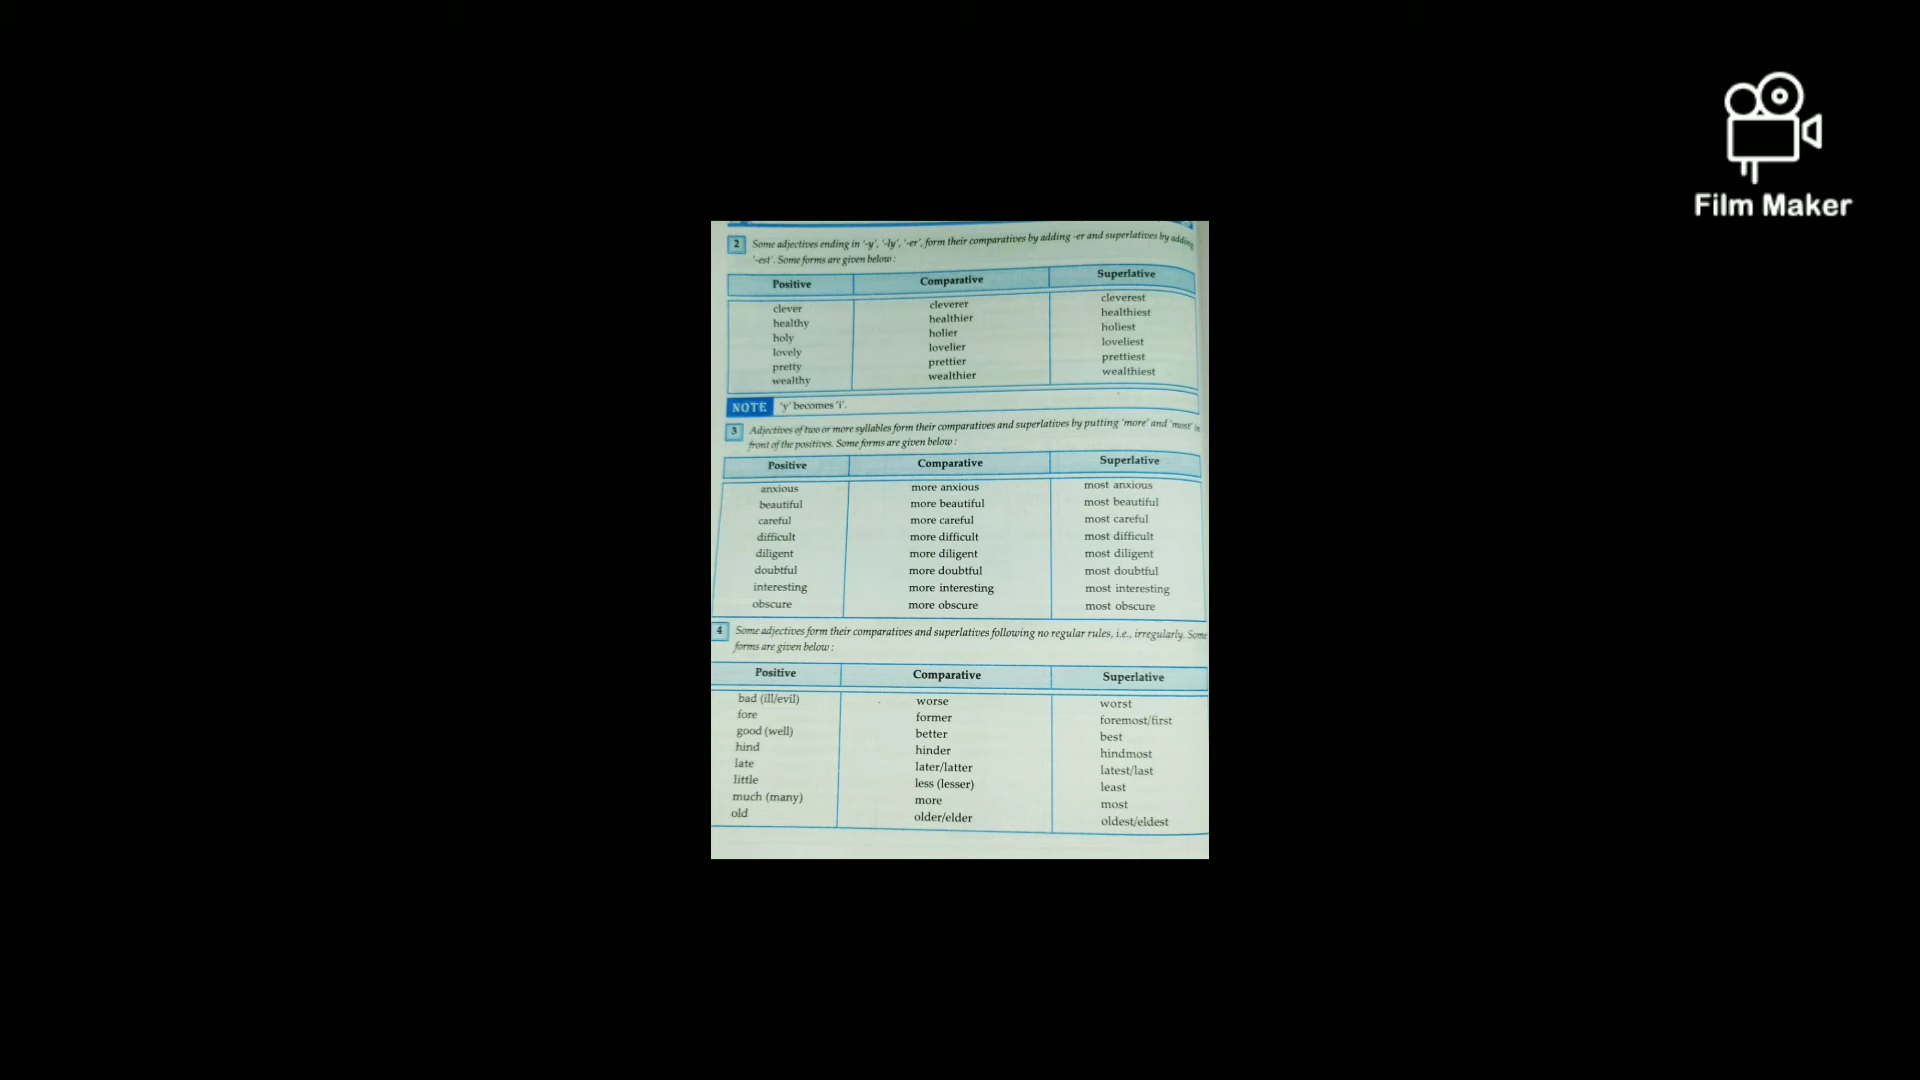 Film Maker
2 Some adjectives ending in '-y', '-ly', '-er', form their comparatives by adding -er and superlatives by adding
'-est'. Some forms are given below :
Positive Comparative Superlative
clever cleverer cleverest
healthy healthier healthiest
holy holier holiest
lovely lovelier loveliest
pretty prettier prettiest
wealthy wealthier wealthiest
NOTE 'y' becomes 'i'.
3 Adjectives of two or more syllables form their comparatives and superlatives by putting 'more' and 'most' in
front of the positives. Some forms are given below :
Positive Comparative Superlative
anxious more anxious most anxious
beautiful more beautiful most beautiful
careful more careful most careful
difficult more difficult most difficult
diligent more diligent most diligent
doubtful more doubtful most doubtful
interesting more interesting most interesting
obscure more obscure most obscure
4 Some adjectives form their comparatives and superlatives following no regular rules, i.e., irregularly. Some
forms are given below :
Positive Comparative Superlative
bad (ill/evil) worse worst
fore former foremost/first
good (well) better best
hind hinder hindmost
late later/latter latest/last
little less (lesser) least
much (many) more most
old older/elder oldest/eldest